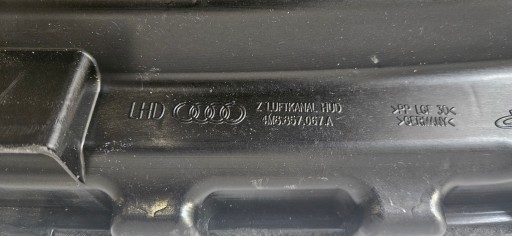 LHD
Z LUFTKANAL HUD
4M8.857.067.A
>PP LGF 30<
>GERMANY<